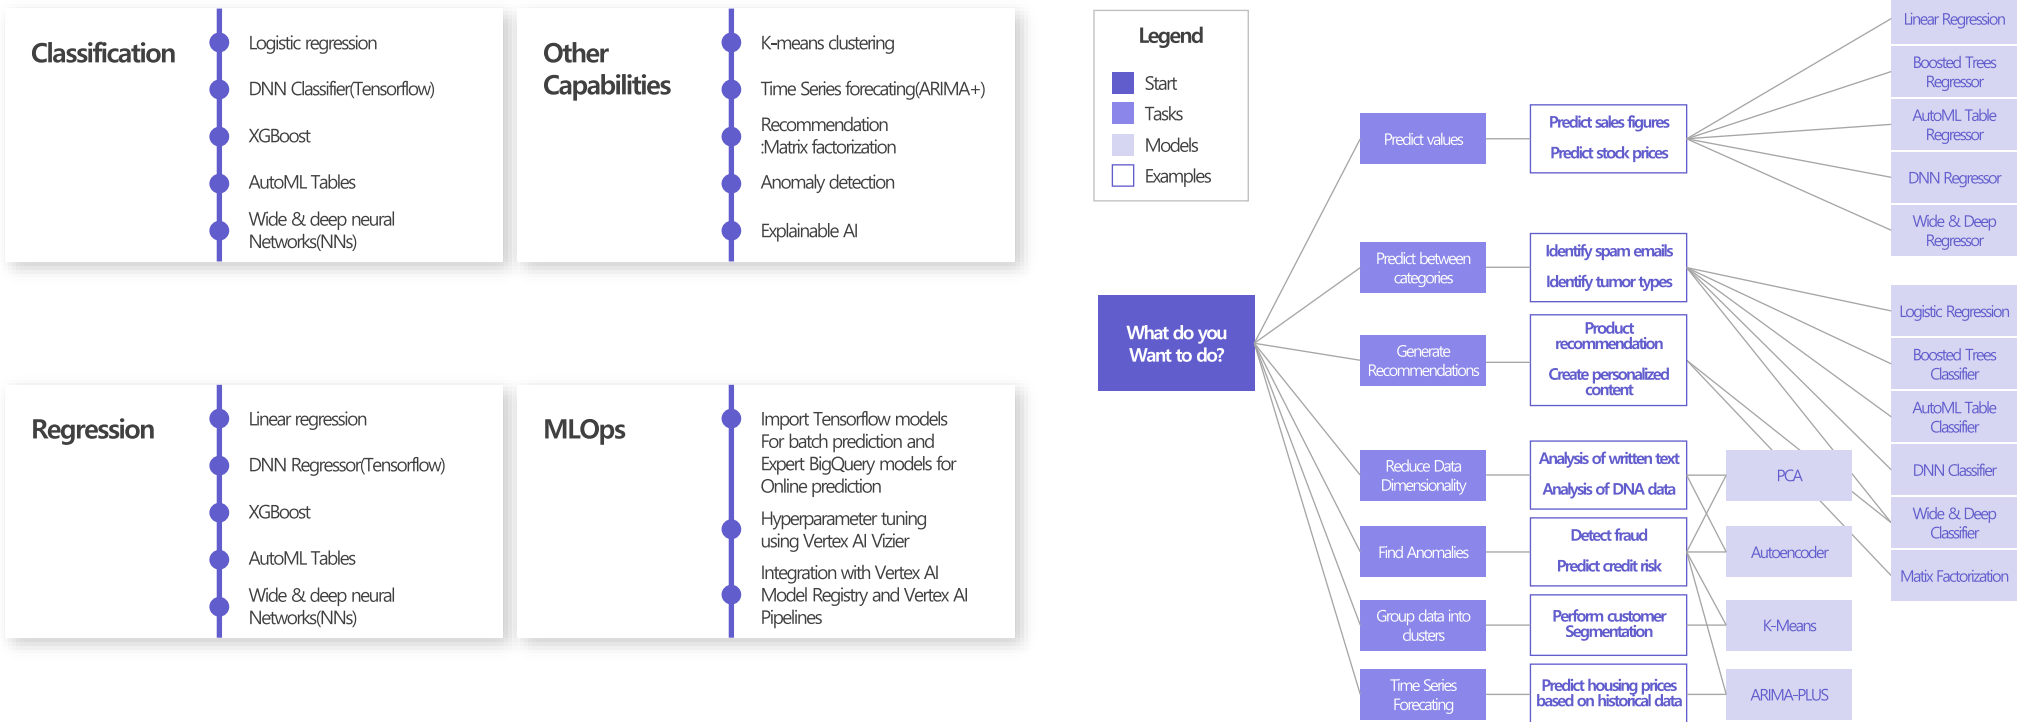 Classification
Logistic regression
DNN Classifier(Tensorflow)
XGBoost
AutoML Tables
Wide & deep neural
Networks(NNs)
Other
Capabilities
K-means clustering
Time Series forecating(ARIMA+)
Recommendation
:Matrix factorization
Anomaly detection
Explainable AI
Regression
Linear regression
DNN Regressor(Tensorflow)
XGBoost
AutoML Tables
Wide & deep neural
Networks(NNs)
MLOps
Import Tensorflow models
For batch prediction and
Expert BigQuery models for
Online prediction
Hyperparameter tuning
using Vertex AI Vizier
Integration with Vertex AI
Model Registry and Vertex AI
Pipelines
Legend
Start
Tasks
Models
Examples
What do you
Want to do?
Predict values
Predict sales figures
Predict stock prices
Linear Regression
Boosted Trees
Regressor
AutoML Table
Regressor
DNN Regressor
Wide & Deep
Regressor
Predict between
categories
Identify spam emails
Identify tumor types
Logistic Regression
Boosted Trees
Classifier
AutoML Table
Classifier
DNN Classifier
Wide & Deep
Classifier
Matix Factorization
Generate
Recommendations
Product
recommendation
Create personalized
content
Reduce Data
Dimensionality
Analysis of written text
Analysis of DNA data
PCA
Find Anomalies
Detect fraud
Predict credit risk
Autoencoder
Group data into
clusters
Perform customer
Segmentation
K-Means
Time Series
Forecating
Predict housing prices
based on historical data
ARIMA-PLUS